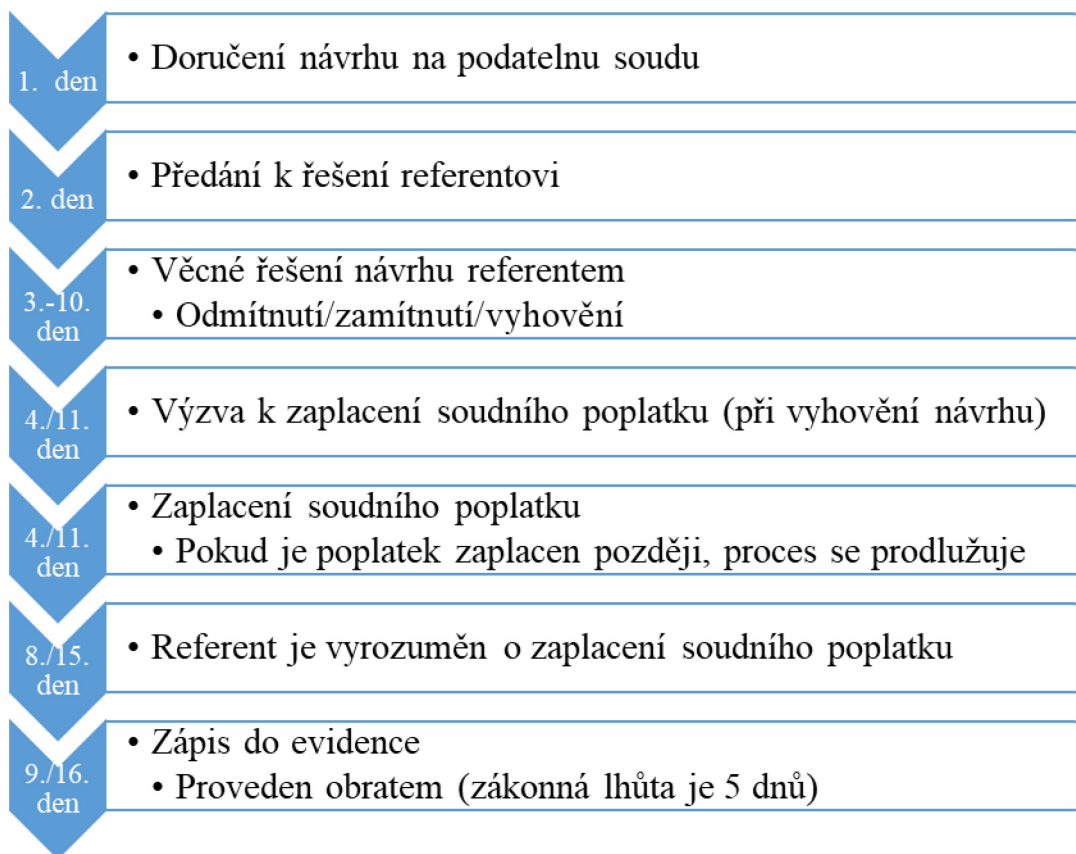 1. den
• Doručení návrhu na podatelnu soudu
2. den
• Předání k řešení referentovi
3.-10.
den
• Věcné řešení návrhu referentem
• Odmítnutí/zamítnutí/vyhovění
4./11.
den
• Výzva k zaplacení soudního poplatku (při vyhovění návrhu)
4./11.
den
• Zaplacení soudního poplatku
• Pokud je poplatek zaplacen později, proces se prodlužuje
8./15.
den
• Referent je vyrozuměn o zaplacení soudního poplatku
9./16.
den
• Zápis do evidence
• Proveden obratem (zákonná lhůta je 5 dnů)